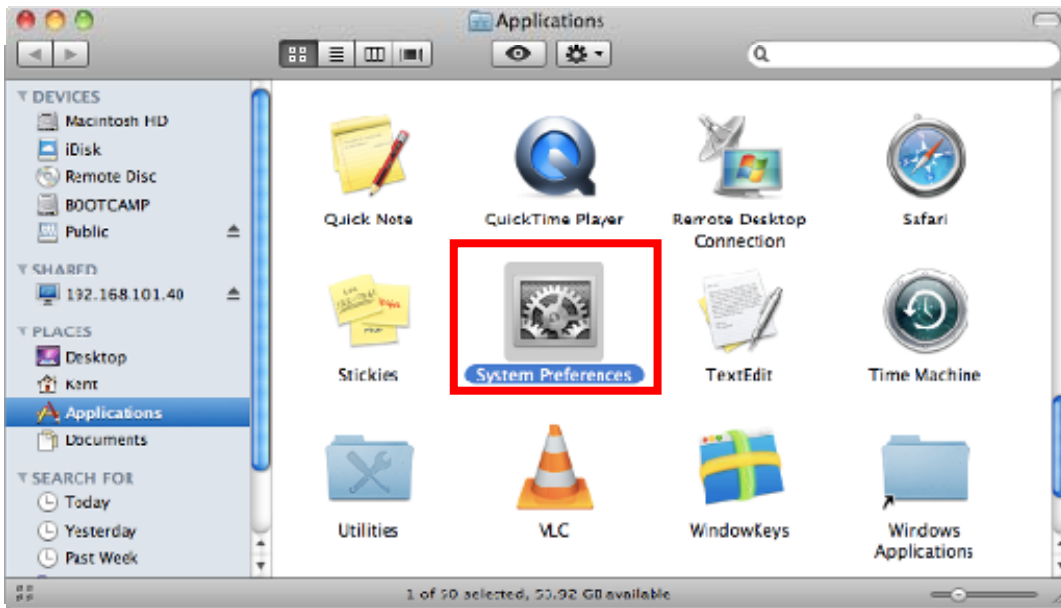 Applications
DEVICES
Macintosh HD
iDisk
Remote Disc
BOOTCAMP
Public
SHARED
192.168.101.40
PLACES
Desktop
Kent
Applications
Documents
SEARCH FOR
Today
Yesterday
Past Week
Quick Note
QuickTime Player
Remote Desktop
Connection
Safari
Stickies
System Preferences
TextEdit
Time Machine
Utilities
VLC
WindowKeys
Windows
Applications
1 of 50 selected, 53.92 GB available